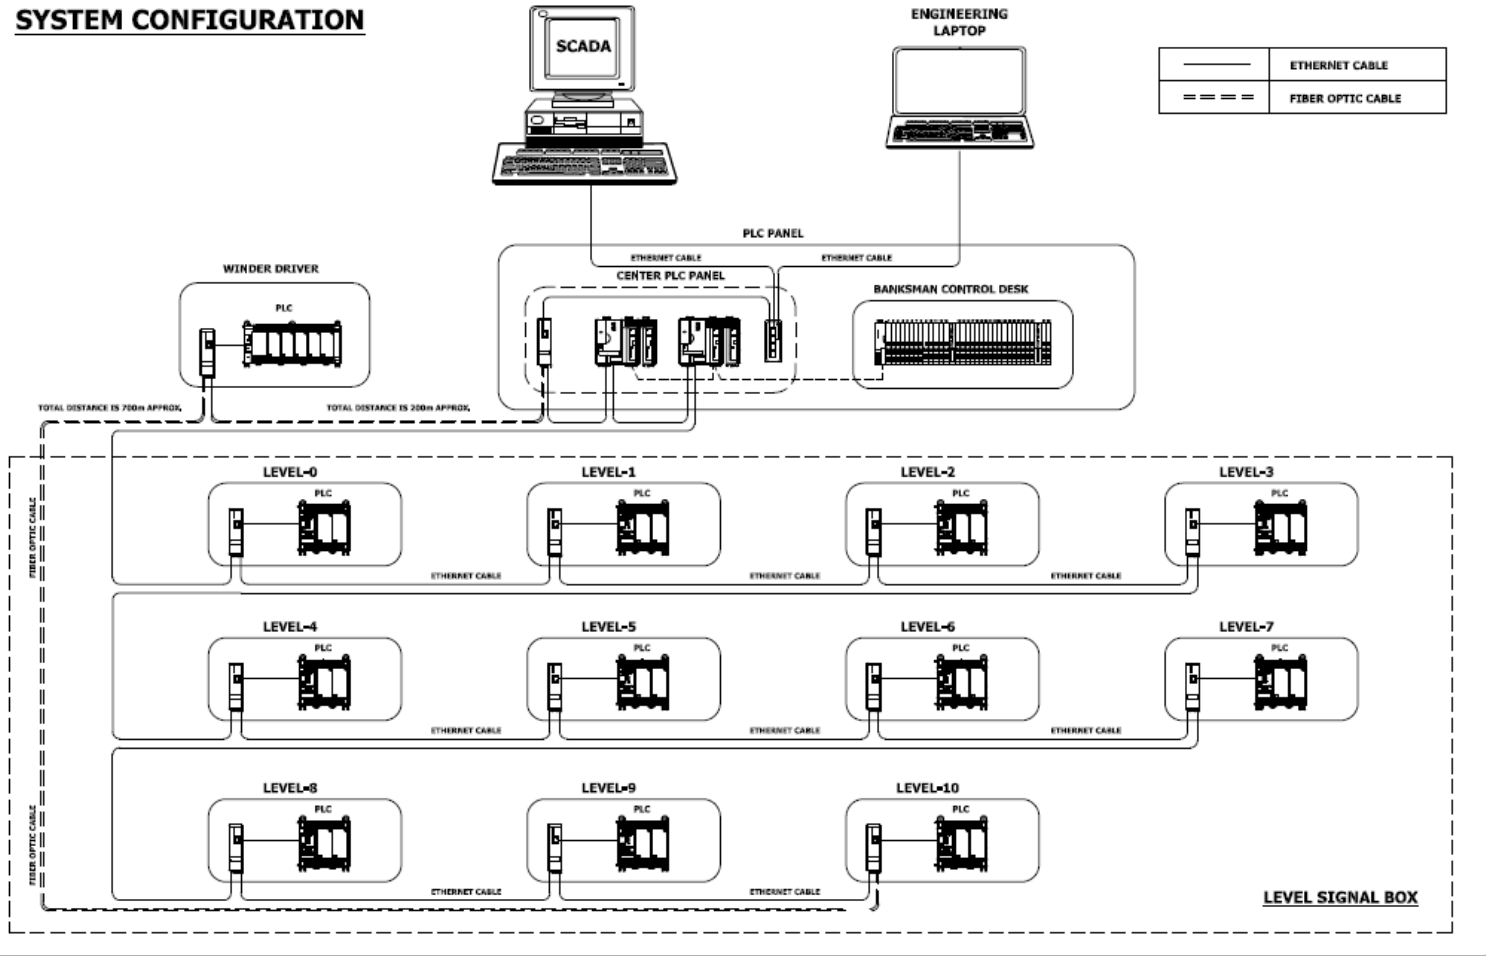 SYSTEM CONFIGURATION
SCADA
ENGINEERING
LAPTOP
ETHERNET CABLE
FIBER OPTIC CABLE
PLC PANEL
ETHERNET CABLE
ETHERNET CABLE
WINDER DRIVER
CENTER PLC PANEL
BANKSMAN CONTROL DESK
PLC
TOTAL DISTANCE IS 700m APPROX.
TOTAL DISTANCE IS 200m APPROX.
LEVEL-0
LEVEL-1
LEVEL-2
LEVEL-3
PLC
PLC
PLC
PLC
FIBER OPTIC CABLE
ETHERNET CABLE
ETHERNET CABLE
ETHERNET CABLE
LEVEL-4
LEVEL-5
LEVEL-6
LEVEL-7
PLC
PLC
PLC
PLC
ETHERNET CABLE
ETHERNET CABLE
ETHERNET CABLE
LEVEL-8
LEVEL-9
LEVEL-10
PLC
PLC
PLC
FIBER OPTIC CABLE
ETHERNET CABLE
ETHERNET CABLE
LEVEL SIGNAL BOX